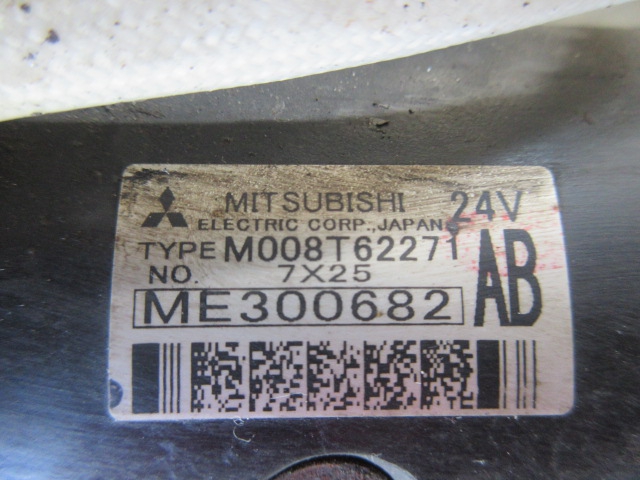 MITSUBISHI 24V
ELECTRIC CORP., JAPAN
TYPE M008T62271
NO. 7X25
ME300682 AB